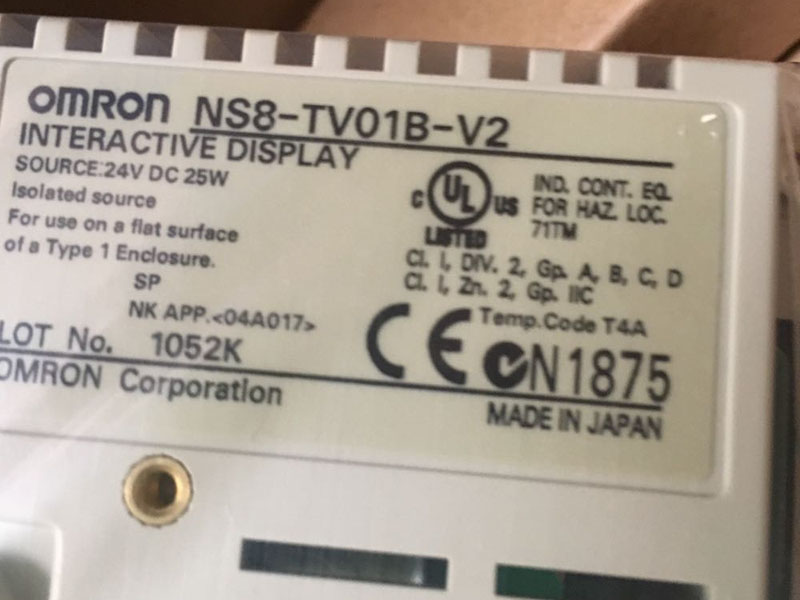 OMRON NS8-TV01B-V2
INTERACTIVE DISPLAY
SOURCE:24V DC 25W
Isolated source
For use on a flat surface
of a Type 1 Enclosure.
SP
NK APP.<04A017>
LOT No. 1052K
OMRON Corporation
C UL US
LISTED
IND. CONT. EQ.
FOR HAZ. LOC.
71TM
Cl. I, DIV. 2, Gp. A, B, C, D
Cl. I, Zn. 2, Gp. IIC
Temp.Code T4A
CE N1875
MADE IN JAPAN